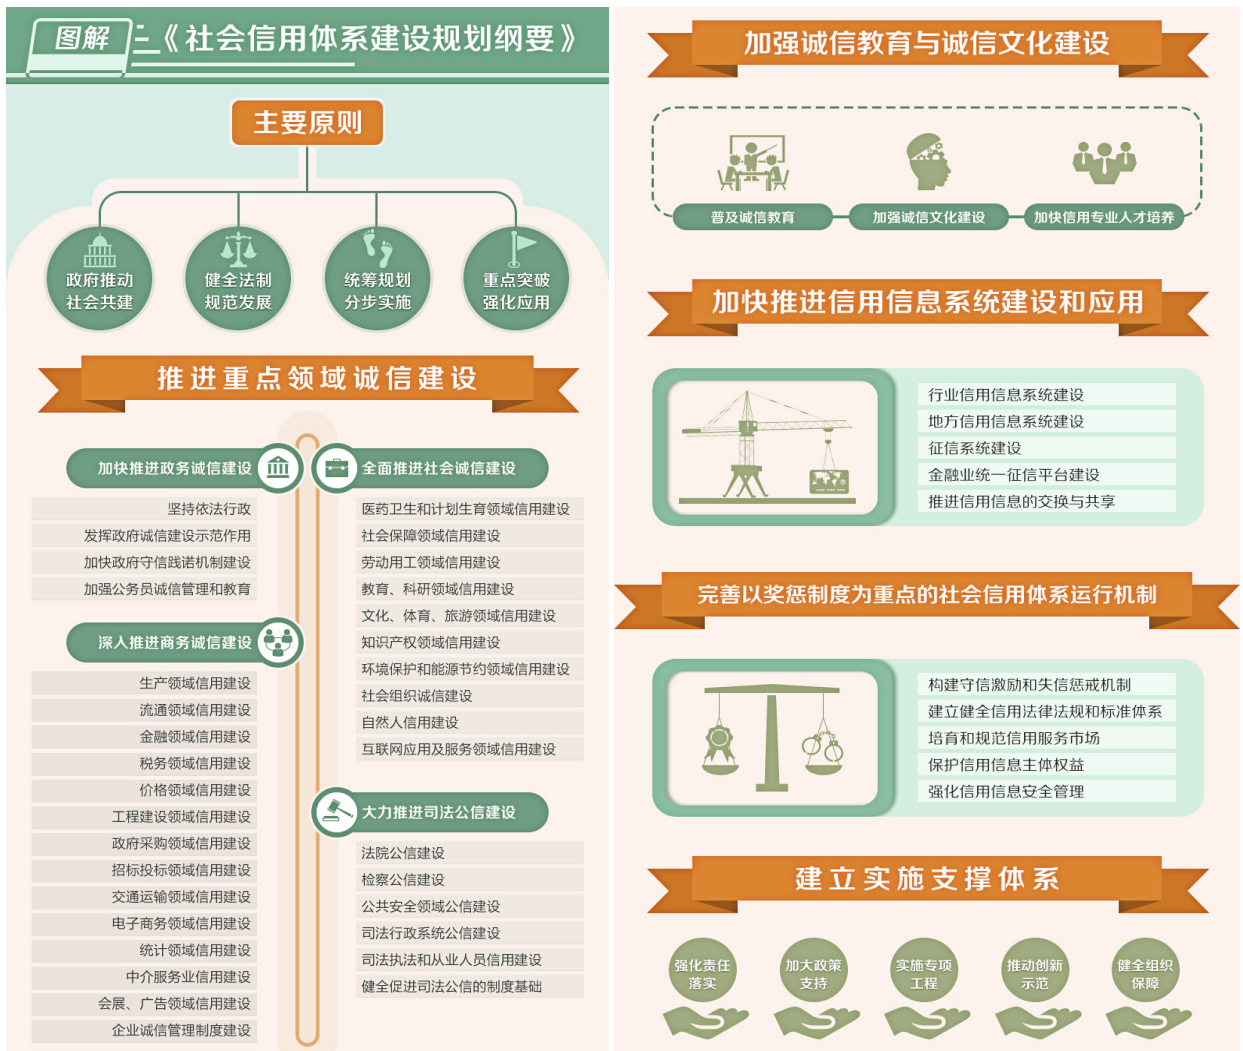 图解
《社会信用体系建设规划纲要》
主要原则
政府推动
社会共建
健全法制
规范发展
统筹规划
分步实施
重点突破
强化应用
推进重点领域诚信建设
加快推进政务诚信建设
坚持依法行政
发挥政府诚信建设示范作用
加快政府守信践诺机制建设
加强公务员诚信管理和教育
深入推进商务诚信建设
生产领域信用建设
流通领域信用建设
金融领域信用建设
税务领域信用建设
价格领域信用建设
工程建设领域信用建设
政府采购领域信用建设
招标投标领域信用建设
交通运输领域信用建设
电子商务领域信用建设
统计领域信用建设
中介服务业信用建设
会展、广告领域信用建设
企业诚信管理制度建设
全面推进社会诚信建设
医药卫生和计划生育领域信用建设
社会保障领域信用建设
劳动用工领域信用建设
教育、科研领域信用建设
文化、体育、旅游领域信用建设
知识产权领域信用建设
环境保护和能源节约领域信用建设
社会组织诚信建设
自然人信用建设
互联网应用及服务领域信用建设
大力推进司法公信建设
法院公信建设
检察公信建设
公共安全领域公信建设
司法行政系统公信建设
司法执法和从业人员信用建设
健全促进司法公信的制度基础
加强诚信教育与诚信文化建设
普及诚信教育
加强诚信文化建设
加快信用专业人才培养
加快推进信用信息系统建设和应用
行业信用信息系统建设
地方信用信息系统建设
征信系统建设
金融业统一征信平台建设
推进信用信息的交换与共享
完善以奖惩制度为重点的社会信用体系运行机制
构建守信激励和失信惩戒机制
建立健全信用法律法规和标准体系
培育和规范信用服务市场
保护信用信息主体权益
强化信用信息安全管理
建立实施支撑体系
强化责任
落实
加大政策
支持
实施专项
工程
推动创新
示范
健全组织
保障